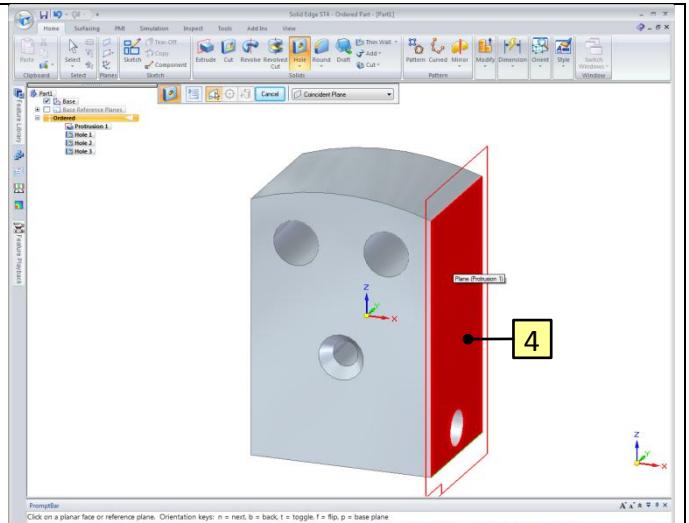 Solid Edge ST4 - Ordered Part - [Part1]
Home Surfacing PMI Simulation Inspect Tools Add Ins View
Paste
Clipboard
Select
Select
Planes
Sketch
Trim-Off
Copy
Component
Sketch
Extrude Cut Revolve Revolved Cut Hole Round Draft
Thin Wall
Add
Cut
Solids
Pattern Curved Mirror
Pattern
Modify Dimension Orient Style
Switch Windows
Window
Cancel Coincident Plane
Part1
Base
Base Reference Planes
Ordered
Protrusion 1
Hole 1
Hole 2
Hole 3
Feature Library
Feature Playback
Plane (Protrusion 1)
4
Z
Y
X
Z
Y
X
PromptBar
Click on a planar face or reference plane. Orientation keys: n = next, b = back, t = toggle, f = flip, p = base plane